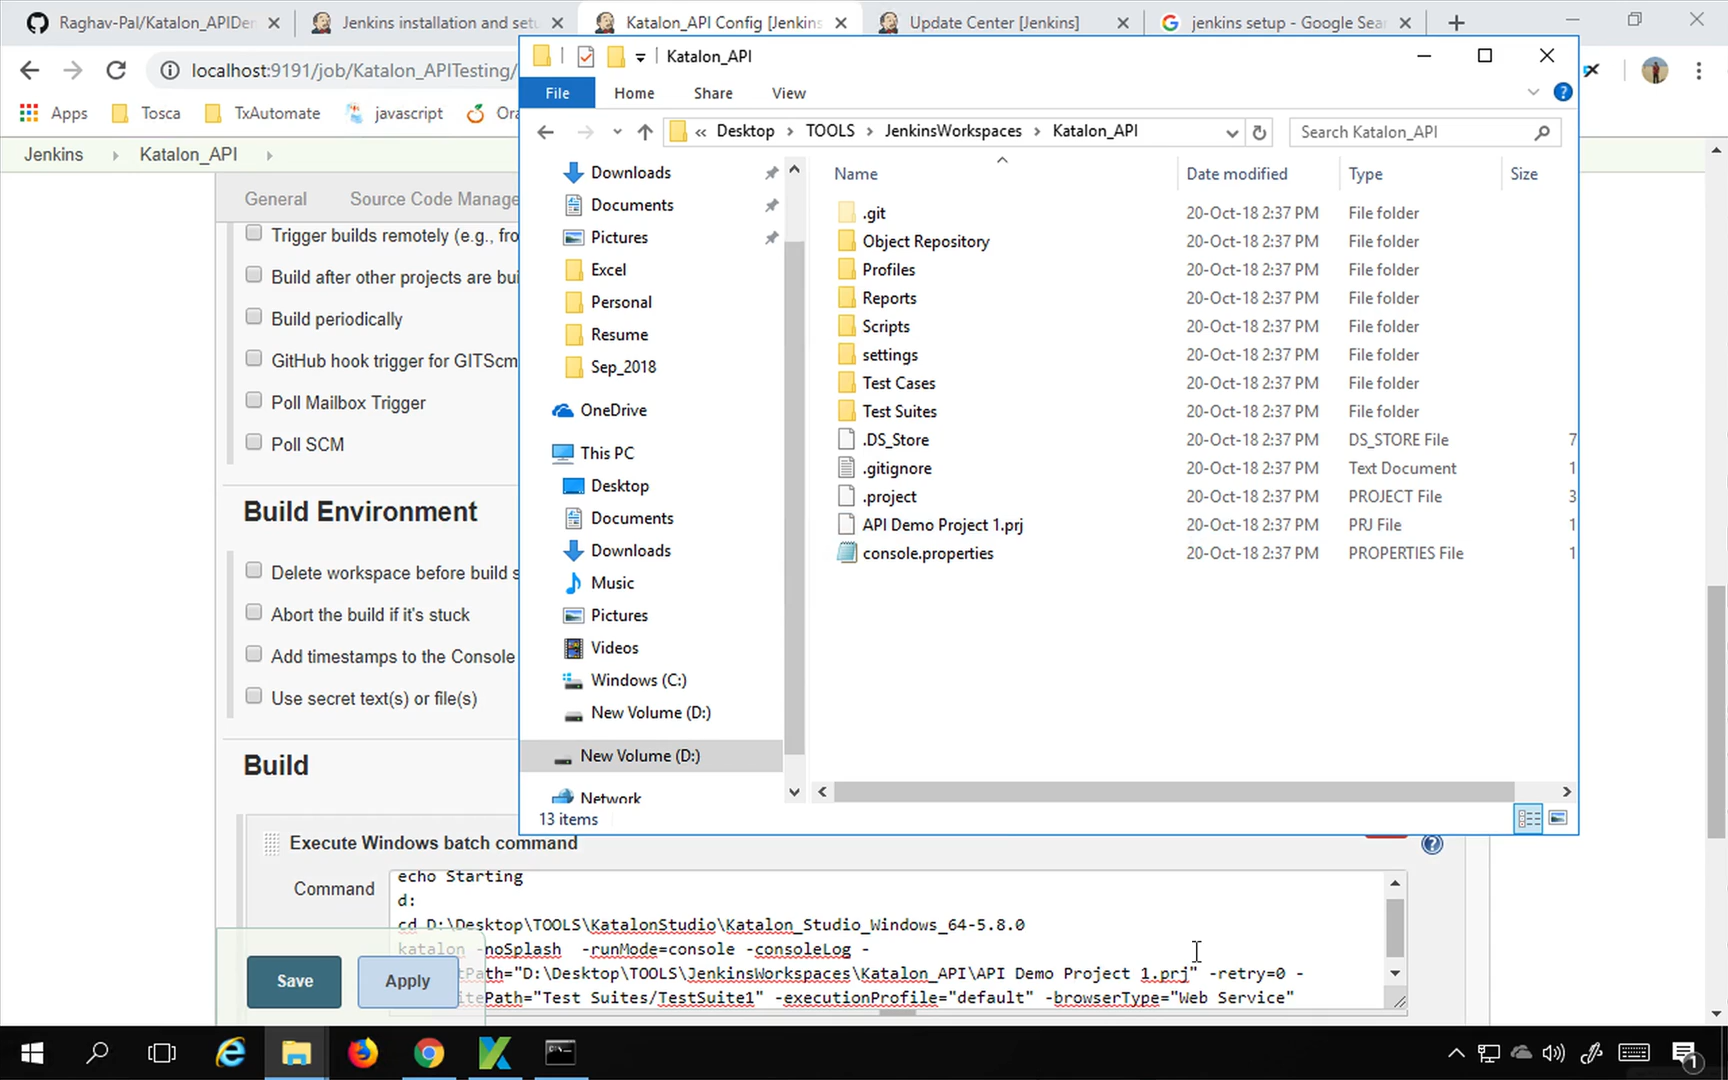 Raghav-Pal/Katalon_APIDem
Jenkins installation and setu
Katalon_API Config [Jenkins
Update Center [Jenkins]
jenkins setup - Google Sear
localhost:9191/job/Katalon_APITesting/
Apps
Tosca
TxAutomate
javascript
Ora
Jenkins
Katalon_API
General
Source Code Manage
Trigger builds remotely (e.g., fro
Build after other projects are bui
Build periodically
GitHub hook trigger for GITScm
Poll Mailbox Trigger
Poll SCM
Build Environment
Delete workspace before build s
Abort the build if it's stuck
Add timestamps to the Console
Use secret text(s) or file(s)
Build
Katalon_API
File
Home
Share
View
« Desktop > TOOLS > JenkinsWorkspaces > Katalon_API
Search Katalon_API
Downloads
Documents
Pictures
Excel
Personal
Resume
Sep_2018
OneDrive
This PC
Desktop
Documents
Downloads
Music
Pictures
Videos
Windows (C:)
New Volume (D:)
New Volume (D:)
Network
Name Date modified Type Size
.git 20-Oct-18 2:37 PM File folder
Object Repository 20-Oct-18 2:37 PM File folder
Profiles 20-Oct-18 2:37 PM File folder
Reports 20-Oct-18 2:37 PM File folder
Scripts 20-Oct-18 2:37 PM File folder
settings 20-Oct-18 2:37 PM File folder
Test Cases 20-Oct-18 2:37 PM File folder
Test Suites 20-Oct-18 2:37 PM File folder
.DS_Store 20-Oct-18 2:37 PM DS_STORE File 7
.gitignore 20-Oct-18 2:37 PM Text Document 1
.project 20-Oct-18 2:37 PM PROJECT File 3
API Demo Project 1.prj 20-Oct-18 2:37 PM PRJ File 1
console.properties 20-Oct-18 2:37 PM PROPERTIES File 1
13 items
Execute Windows batch command
Command
echo Starting
d:
cd D:\Desktop\TOOLS\KatalonStudio\Katalon_Studio_Windows_64-5.8.0
katalon -noSplash -runMode=console -consoleLog -
tPath="D:\Desktop\TOOLS\JenkinsWorkspaces\Katalon_API\API Demo Project 1.prj" -retry=0 -
itePath="Test Suites/TestSuite1" -executionProfile="default" -browserType="Web Service"
Save
Apply
1